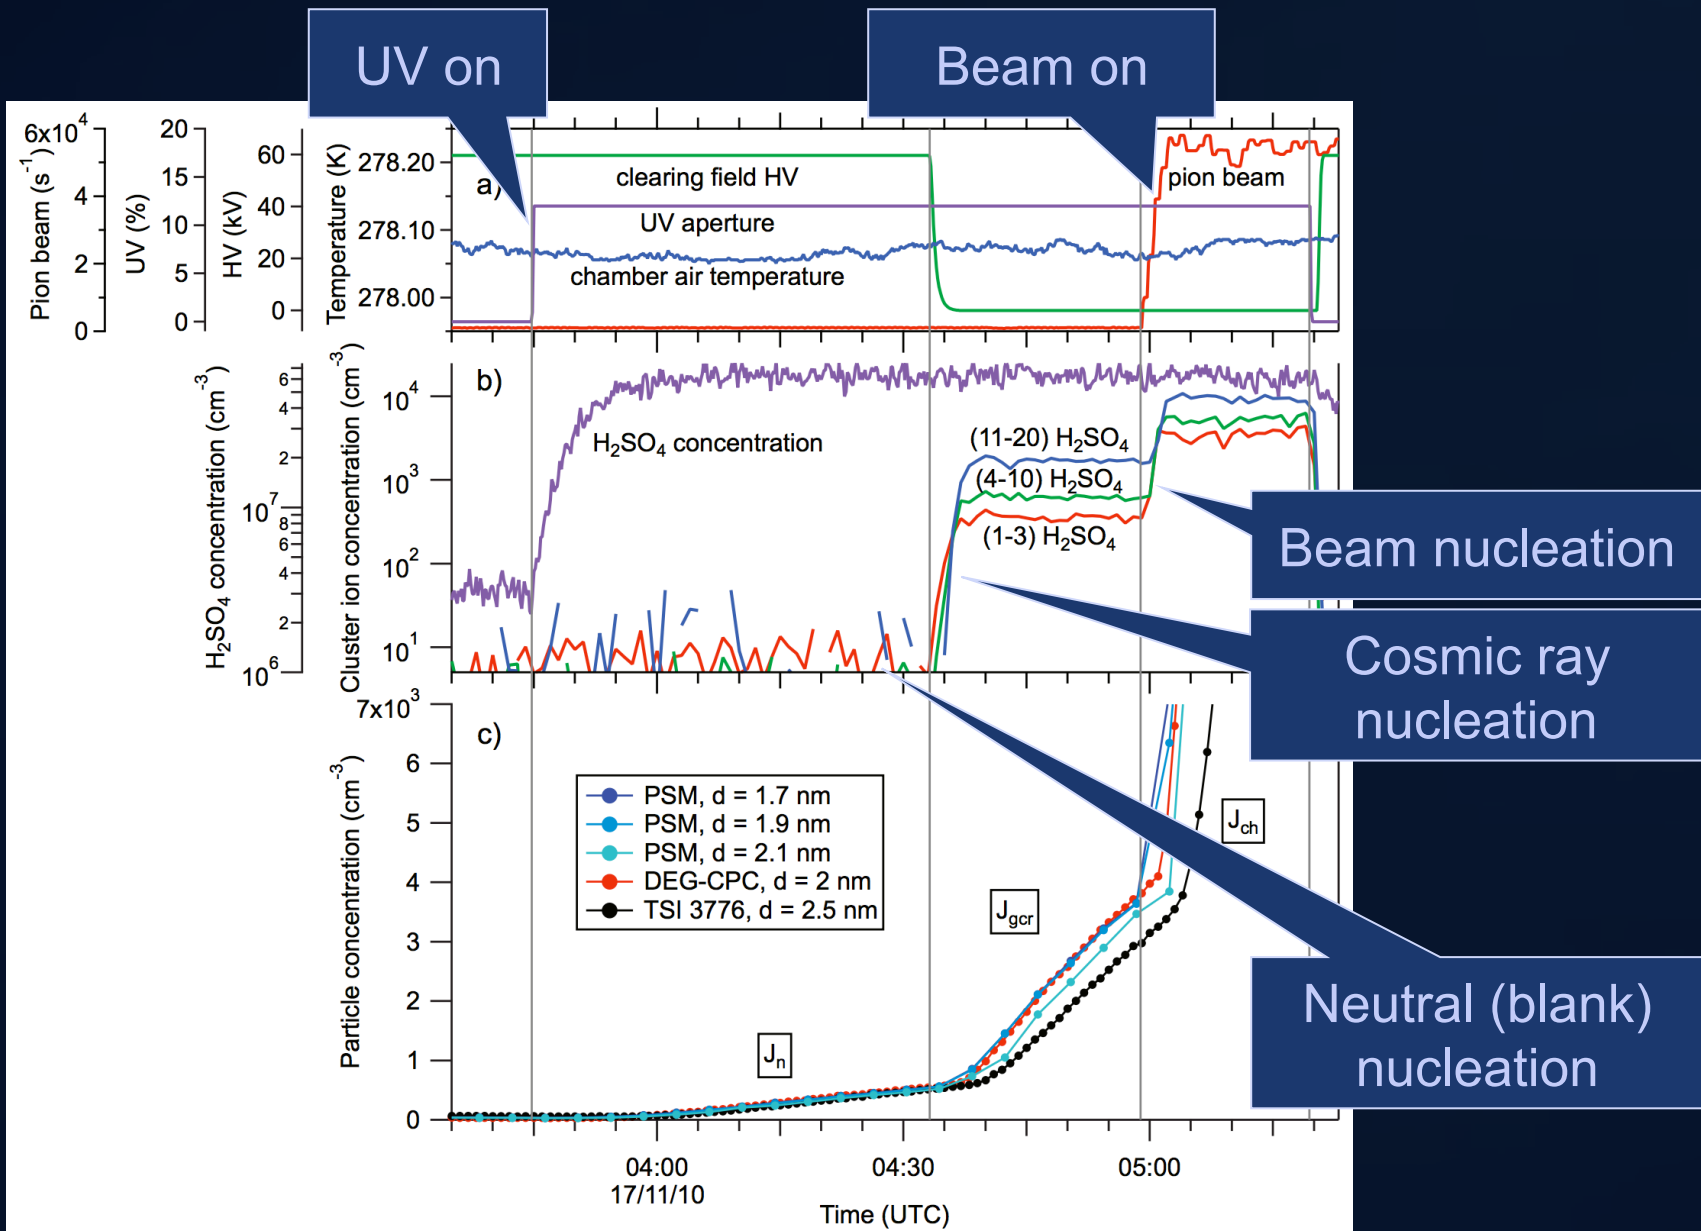 UV on
Beam on
6x10⁴
4
2
0
Pion beam (s⁻¹)
20
15
10
5
0
UV (%)
60
40
20
0
HV (kV)
278.20
278.10
278.00
Temperature (K)
a)
clearing field HV
pion beam
UV aperture
chamber air temperature
b)
6
4
2
10⁷
8
6
4
2
10⁶
H₂SO₄ concentration (cm⁻³)
10⁴
10³
10²
10¹
Cluster ion concentration (cm⁻³)
H₂SO₄ concentration
(11-20) H₂SO₄
(4-10) H₂SO₄
(1-3) H₂SO₄
Beam nucleation
Cosmic ray
nucleation
Neutral (blank)
nucleation
c)
7x10³
6
5
4
3
2
1
0
Particle concentration (cm⁻³)
PSM, d = 1.7 nm
PSM, d = 1.9 nm
PSM, d = 2.1 nm
DEG-CPC, d = 2 nm
TSI 3776, d = 2.5 nm
J_ch
J_gcr
J_n
04:00
04:30
05:00
17/11/10
Time (UTC)